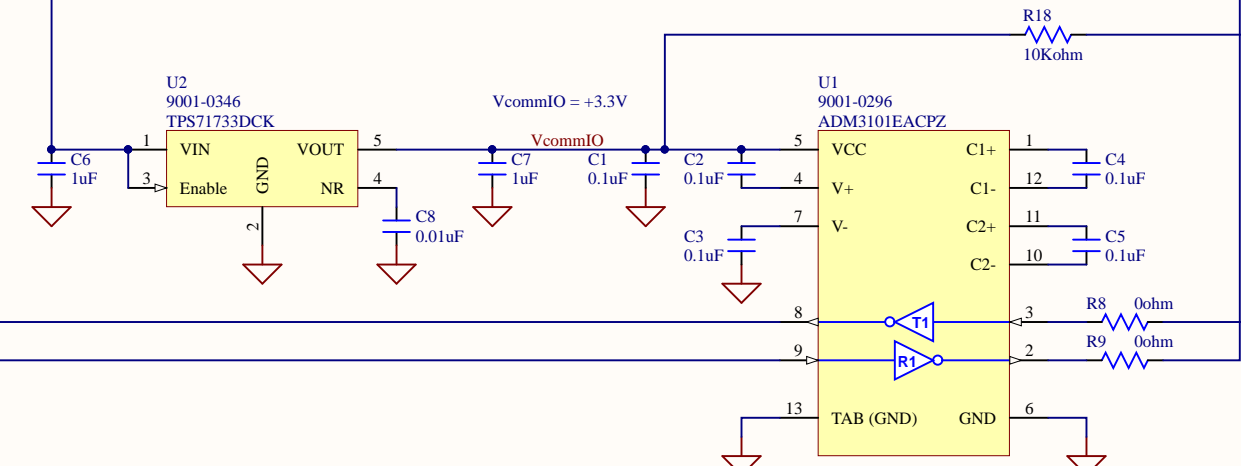 R18
10Kohm
U2
9001-0346
TPS71733DCK
VcommIO = +3.3V
U1
9001-0296
ADM3101EACPZ
VcommIO
1
VIN
VOUT
5
C6
1uF
3
Enable
GND
NR
4
2
C8
0.01uF
C7
1uF
C1
0.1uF
C2
0.1uF
5
VCC
C1+
1
C4
0.1uF
4
V+
C1-
12
7
V-
C2+
11
C3
0.1uF
C5
0.1uF
C2-
10
8
T1
3
R8
0ohm
9
R1
2
R9
0ohm
13
TAB (GND)
GND
6